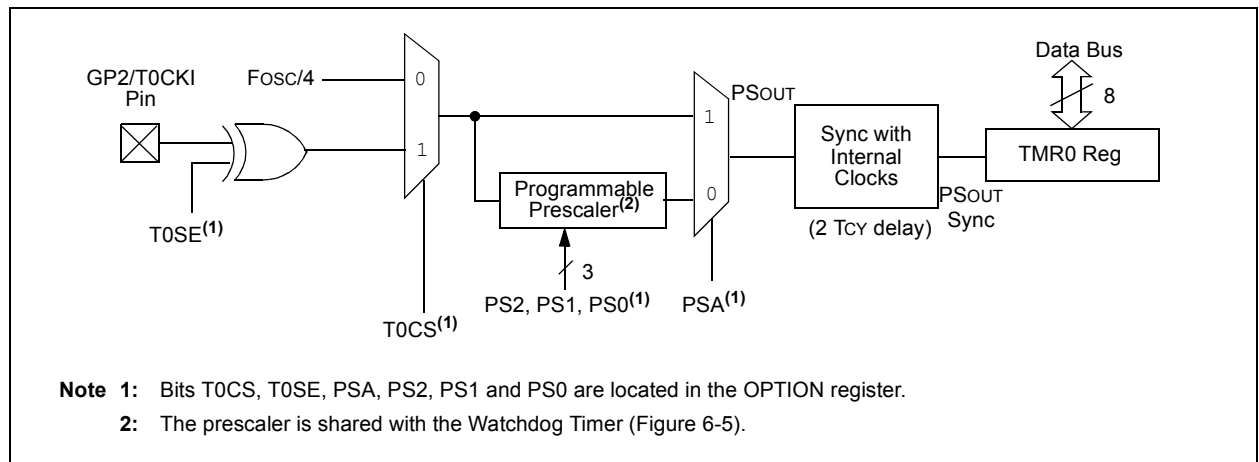 Data Bus
8
GP2/T0CKI
Pin
FOSC/4
0
1
T0SE(1)
T0CS(1)
Programmable
Prescaler(2)
3
PS2, PS1, PS0(1)
1
0
PSA(1)
PSOUT
Sync with
Internal
Clocks
(2 TCY delay)
PSOUT
Sync
TMR0 Reg
Note 1: Bits T0CS, T0SE, PSA, PS2, PS1 and PS0 are located in the OPTION register.
2: The prescaler is shared with the Watchdog Timer (Figure 6-5).